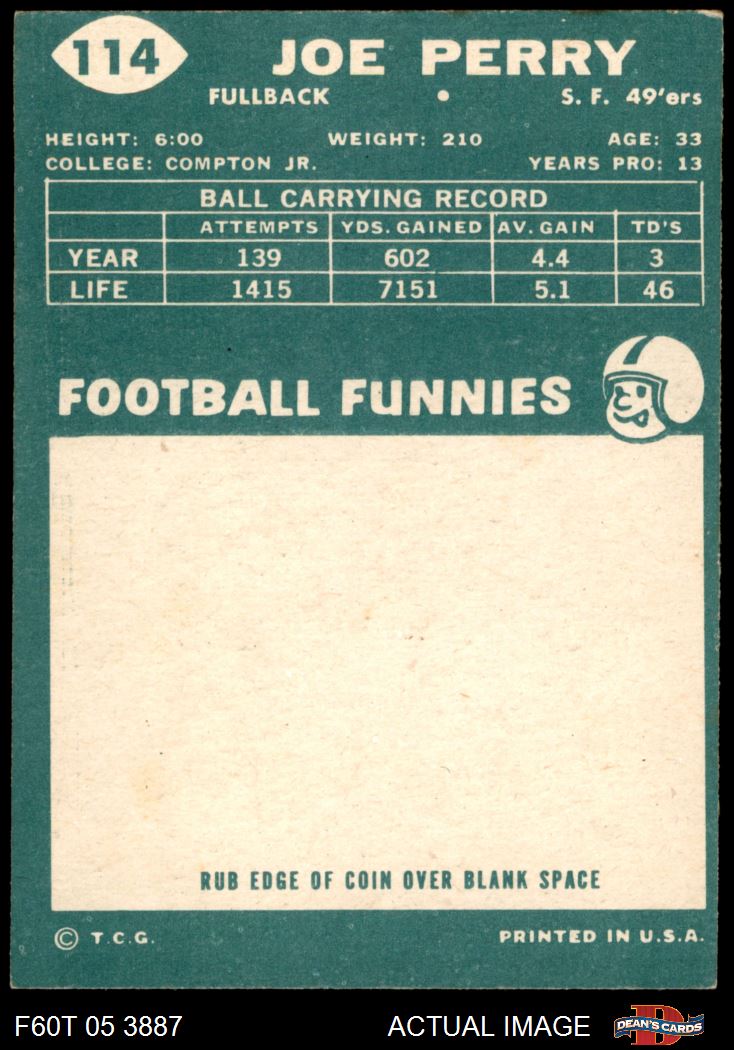 114 JOE PERRY
FULLBACK • S. F. 49'ers
HEIGHT: 6:00 WEIGHT: 210 AGE: 33
COLLEGE: COMPTON JR. YEARS PRO: 13
BALL CARRYING RECORD
ATTEMPTS YDS. GAINED AV. GAIN TD'S
YEAR 139 602 4.4 3
LIFE 1415 7151 5.1 46
FOOTBALL FUNNIES
RUB EDGE OF COIN OVER BLANK SPACE
© T.C.G. PRINTED IN U.S.A.
F60T 05 3887 ACTUAL IMAGE D DEAN'S CARDS